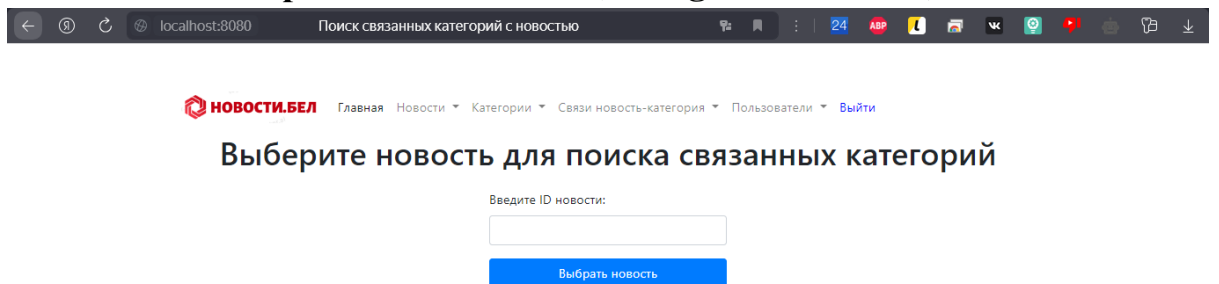 Я localhost:8080 Поиск связанных категорий с новостью 24 ABP L
НОВОСТИ.БЕЛ Главная Новости Категории Связи новость-категория Пользователи Выйти
Выберите новость для поиска связанных категорий
Введите ID новости:
Выбрать новость